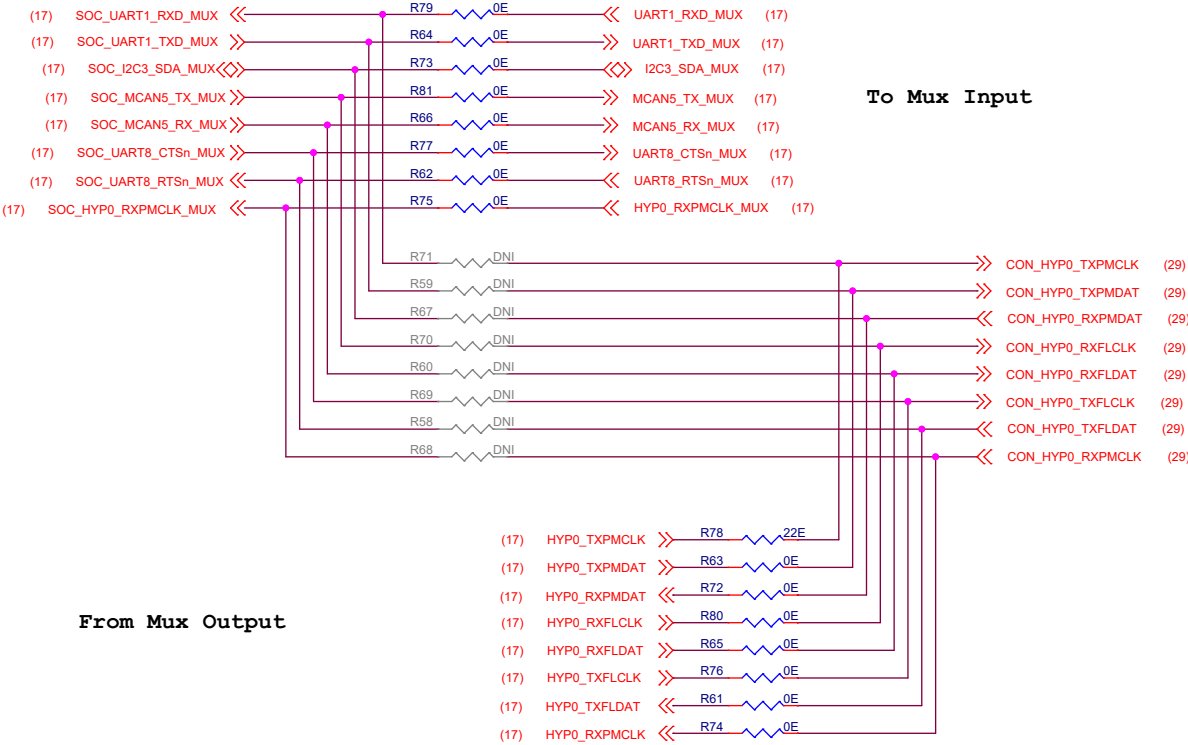 (17) SOC_UART1_RXD_MUX R79 0E UART1_RXD_MUX (17)
(17) SOC_UART1_TXD_MUX R64 0E UART1_TXD_MUX (17)
(17) SOC_I2C3_SDA_MUX R73 0E I2C3_SDA_MUX (17)
(17) SOC_MCAN5_TX_MUX R81 0E MCAN5_TX_MUX (17) To Mux Input
(17) SOC_MCAN5_RX_MUX R66 0E MCAN5_RX_MUX (17)
(17) SOC_UART8_CTSn_MUX R77 0E UART8_CTSn_MUX (17)
(17) SOC_UART8_RTSn_MUX R62 0E UART8_RTSn_MUX (17)
(17) SOC_HYP0_RXPMCLK_MUX R75 0E HYP0_RXPMCLK_MUX (17)
R71 DNI CON_HYP0_TXPMCLK (29)
R59 DNI CON_HYP0_TXPMDAT (29)
R67 DNI CON_HYP0_RXPMDAT (29)
R70 DNI CON_HYP0_RXFLCLK (29)
R60 DNI CON_HYP0_RXFLDAT (29)
R69 DNI CON_HYP0_TXFLCLK (29)
R58 DNI CON_HYP0_TXFLDAT (29)
R68 DNI CON_HYP0_RXPMCLK (29)
(17) HYP0_TXPMCLK R78 22E
(17) HYP0_TXPMDAT R63 0E
(17) HYP0_RXPMDAT R72 0E
From Mux Output (17) HYP0_RXFLCLK R80 0E
(17) HYP0_RXFLDAT R65 0E
(17) HYP0_TXFLCLK R76 0E
(17) HYP0_TXFLDAT R61 0E
(17) HYP0_RXPMCLK R74 0E